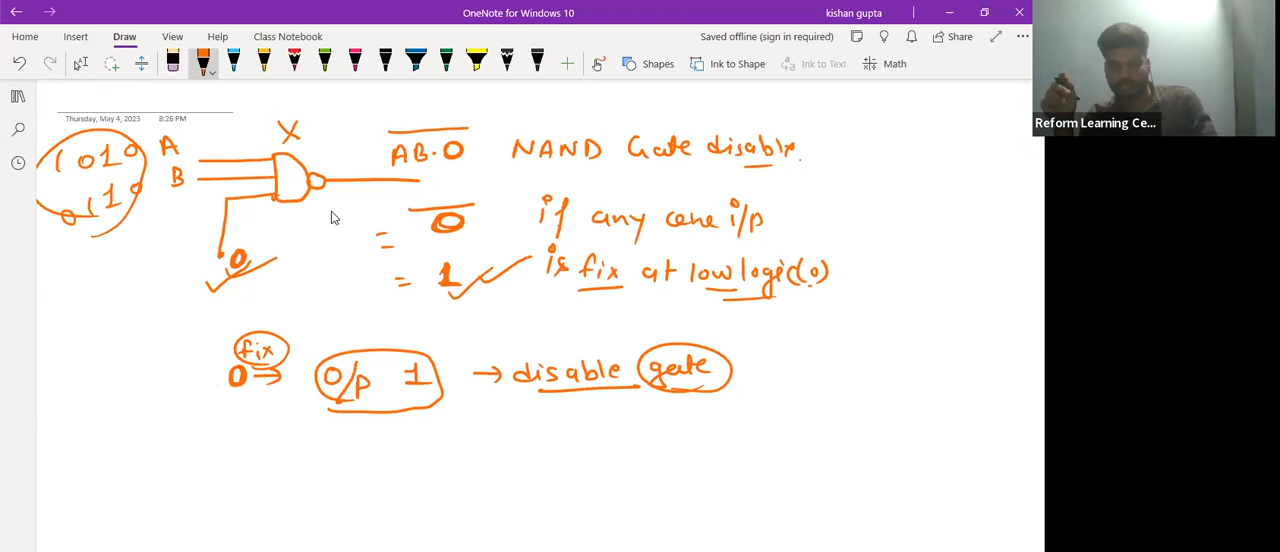 OneNote for Windows 10
kishan gupta
Home Insert Draw View Help Class Notebook
Saved offline (sign in required) Share
Shapes Ink to Shape Ink to Text Math
Reform Learning Ce...
Thursday, May 4, 2023 8:26 PM
X
1010 A AB.0 NAND Gate disable.
010 B
0 if any one i/p
0 = 1 is fix at low logic(0)
fix
0 ⇒ O/P 1 → disable gate